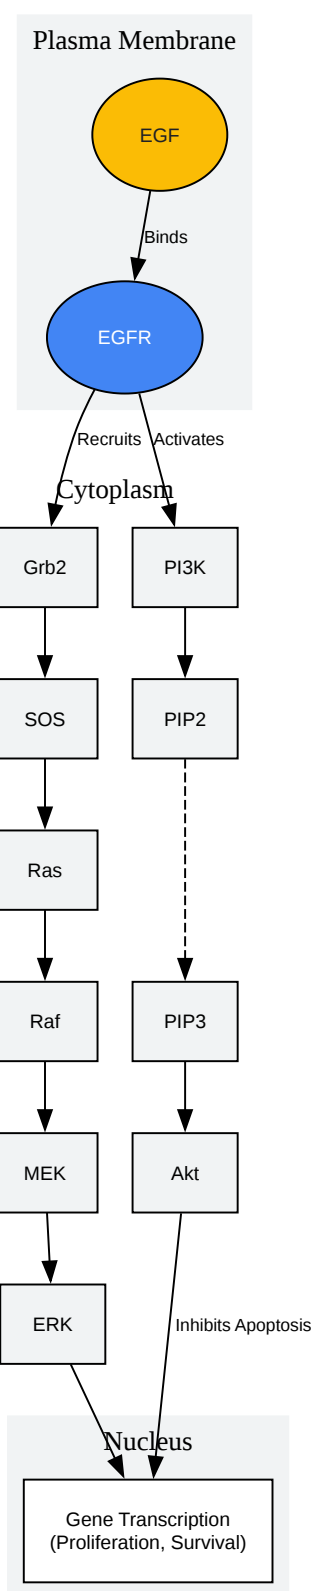 Plasma Membrane
EGF
Binds
EGFR
Recruits
Activates
Cytoplasm
Grb2
PI3K
SOS
PIP2
Ras
Raf
PIP3
MEK
Akt
ERK
Inhibits Apoptosis
Nucleus
Gene Transcription
(Proliferation, Survival)